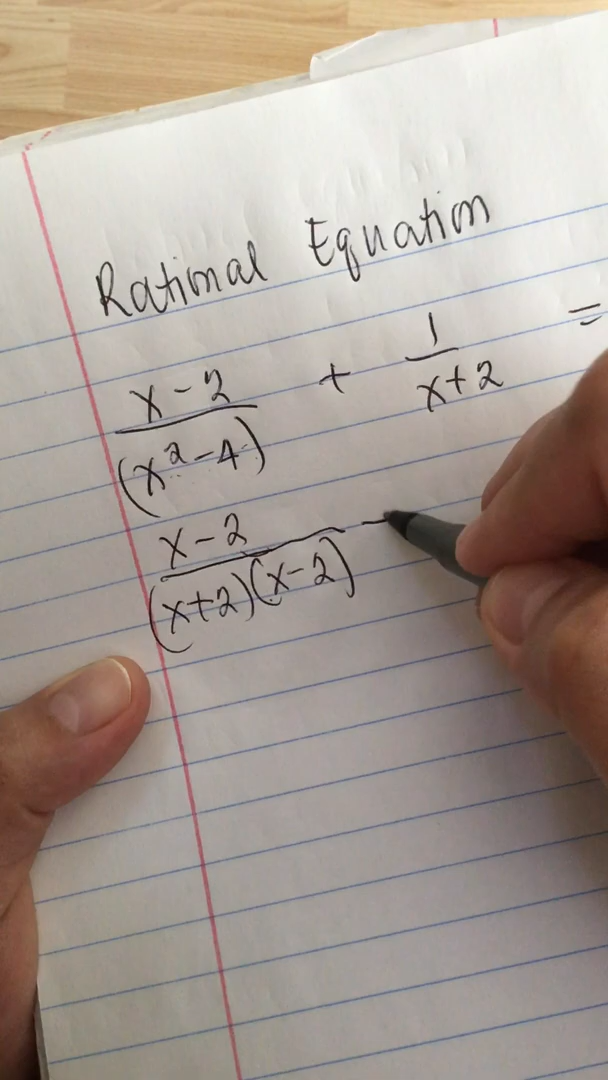 Rational Equation
x-2 / (x²-4) + 1 / x+2 =
x-2 / (x+2)(x-2) -